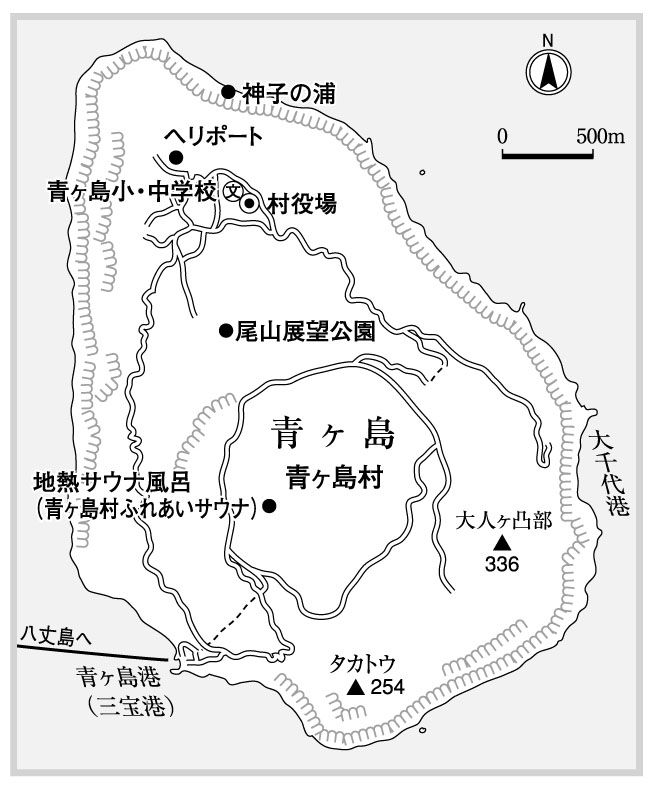 N
神子の浦
0 500m
ヘリポート
青ヶ島小・中学校
文
村役場
尾山展望公園
青ヶ島
青ヶ島村
大千代港
地熱サウナ大風呂
（青ヶ島村ふれあいサウナ）
大人ヶ凸部
336
八丈島へ
青ヶ島港
（三宝港）
タカトウ
254